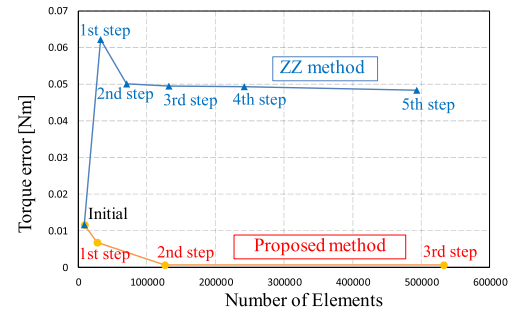 0.07
1st step
0.06
ZZ method
0.05
2nd step
3rd step
4th step
5th step
0.04
0.03
0.02
Initial
0.01
Proposed method
1st step
2nd step
3rd step
0
0
100000
200000
300000
400000
500000
600000
Number of Elements
Torque error [Nm]